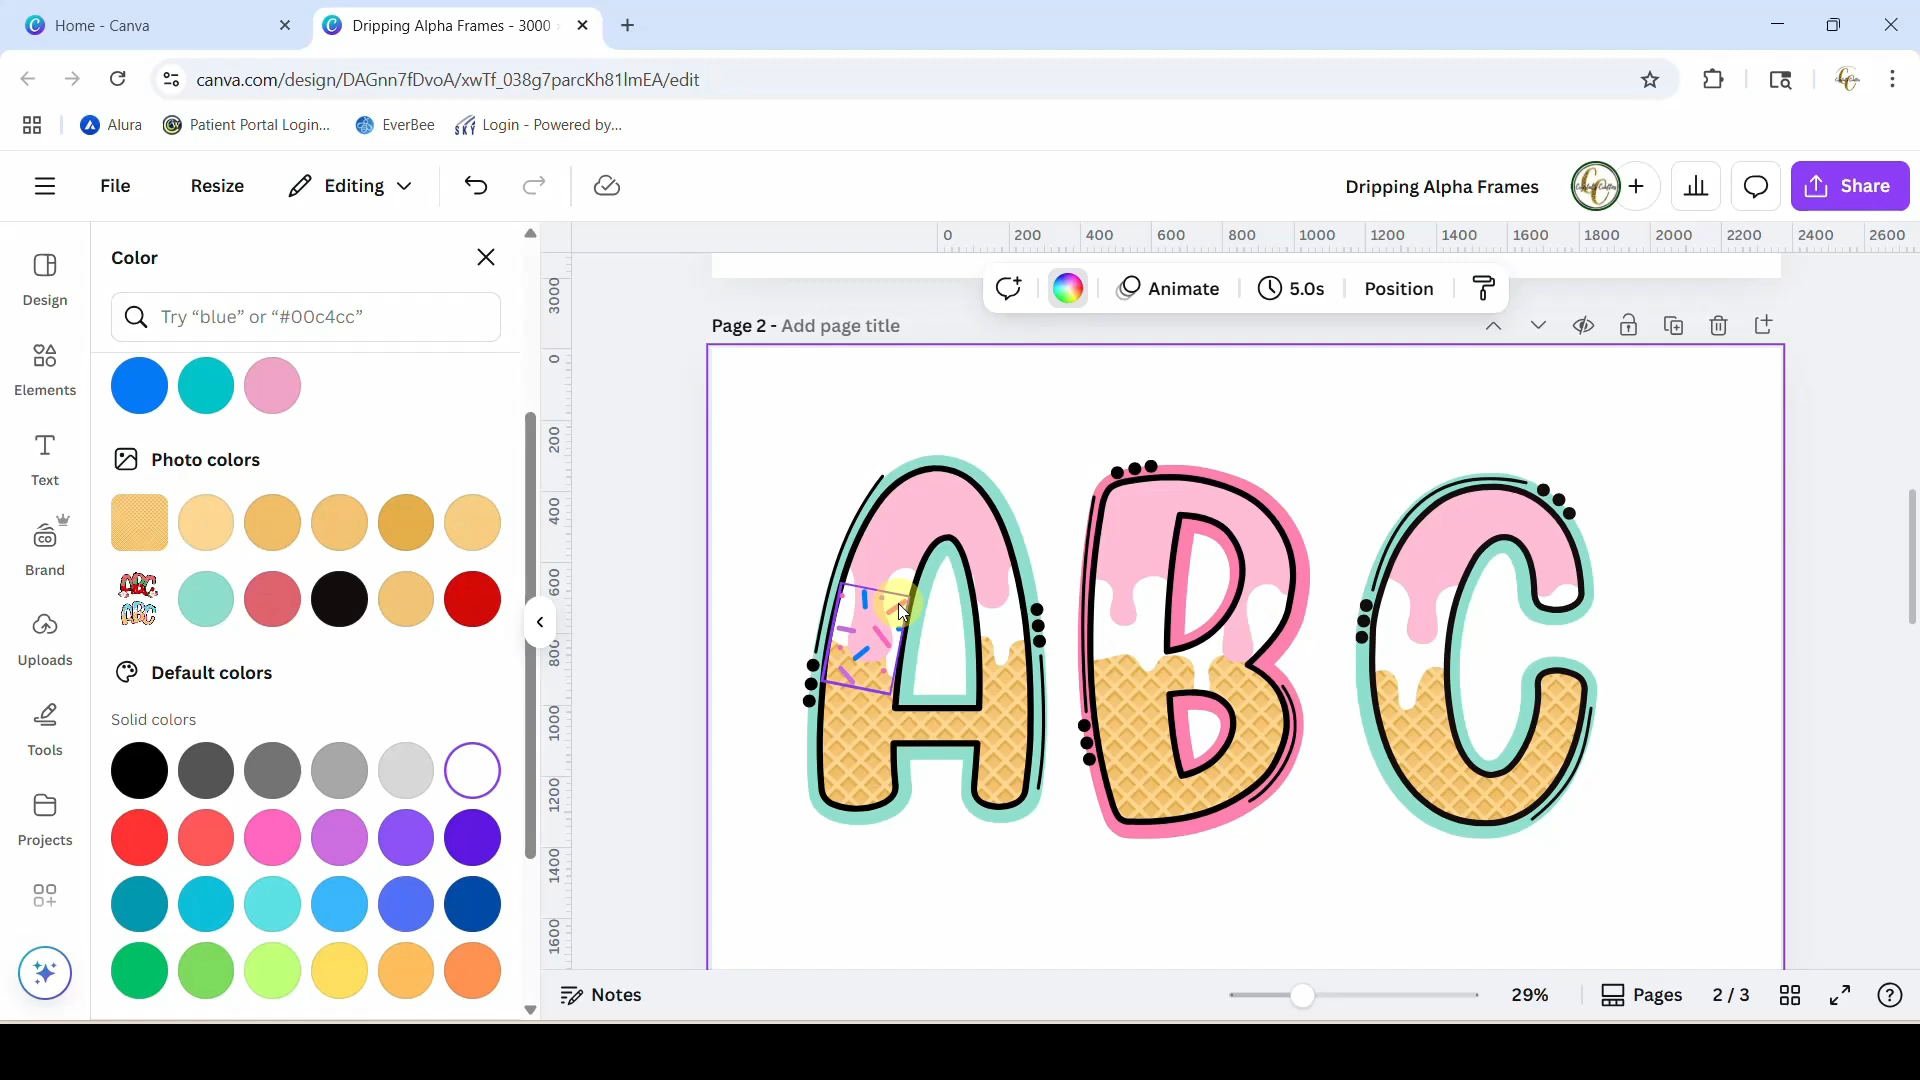 Home - Canva
Dripping Alpha Frames - 3000
canva.com/design/DAGnn7fDvoA/xwTf_038g7parcKh81lmEA/edit
Alura
Patient Portal Login...
EverBee
Login - Powered by...
File
Resize
Editing
Dripping Alpha Frames
Share
Design
Elements
Text
Brand
Uploads
Projects
Tools
Color
Try “blue” or “#00c4cc”
Photo colors
Default colors
Solid colors
0 200 400 600 800 1000 1200 1400 1600 1800 2000 2200 2400 2600
3000
0
200
400
600
800
1000
1200
1400
1600
Animate
5.0s
Position
Page 2 - Add page title
A B C
Notes
29%
Pages
2 / 3